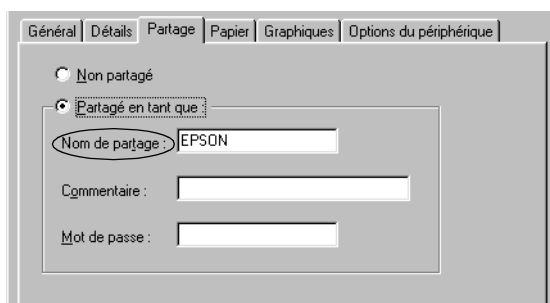 Général Détails Partage Papier Graphiques Options du périphérique
Non partagé
Partagé en tant que :
Nom de partage : EPSON
Commentaire :
Mot de passe :